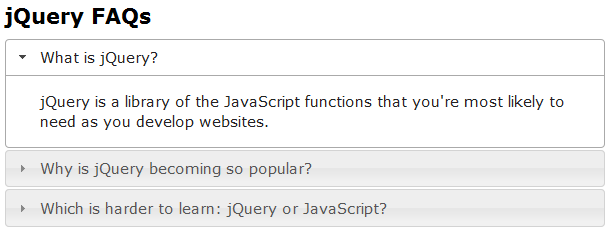 jQuery FAQs
What is jQuery?
jQuery is a library of the JavaScript functions that you're most likely to
need as you develop websites.
Why is jQuery becoming so popular?
Which is harder to learn: jQuery or JavaScript?